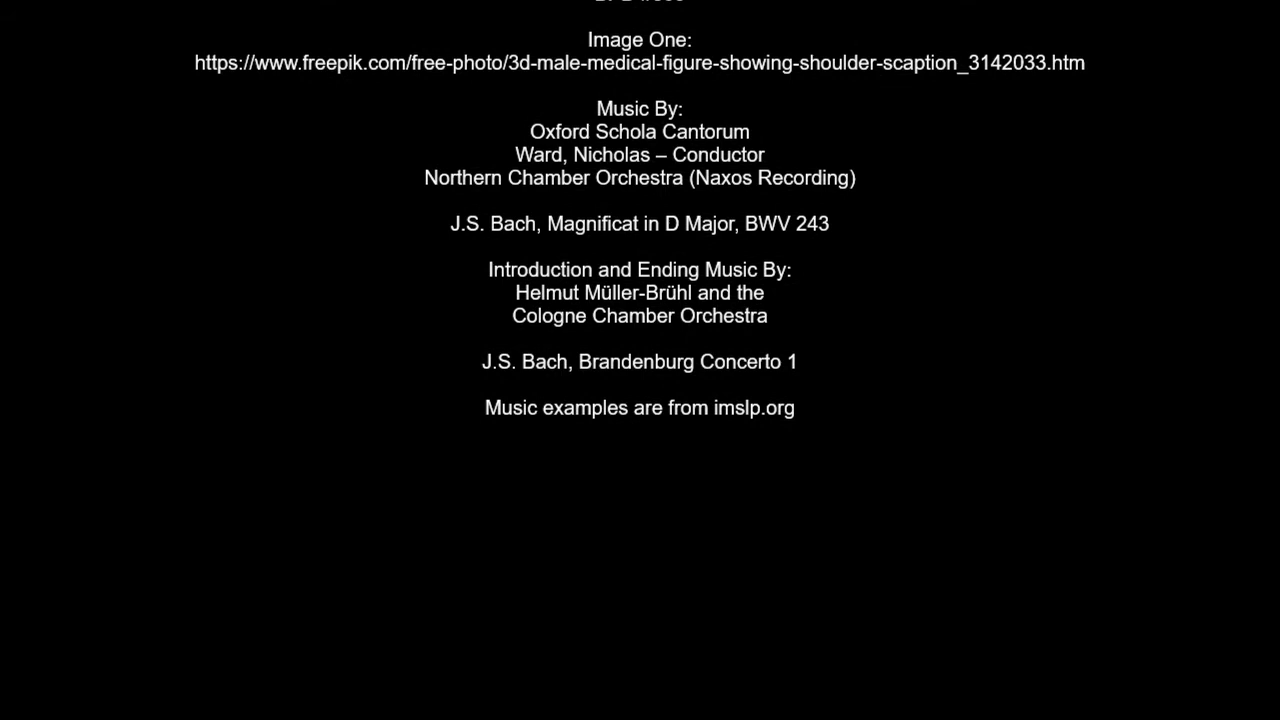 Image One:
https://www.freepik.com/free-photo/3d-male-medical-figure-showing-shoulder-scaption_3142033.htm
Music By:
Oxford Schola Cantorum
Ward, Nicholas – Conductor
Northern Chamber Orchestra (Naxos Recording)
J.S. Bach, Magnificat in D Major, BWV 243
Introduction and Ending Music By:
Helmut Müller-Brühl and the
Cologne Chamber Orchestra
J.S. Bach, Brandenburg Concerto 1
Music examples are from imslp.org